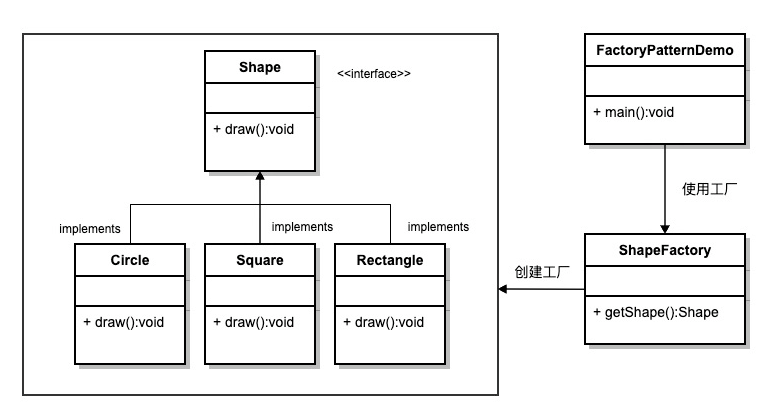 Shape
<<interface>>
+ draw():void
implements
implements
implements
Circle
+ draw():void
Square
+ draw():void
Rectangle
+ draw():void
FactoryPatternDemo
+ main():void
使用工厂
ShapeFactory
+ getShape():Shape
创建工厂